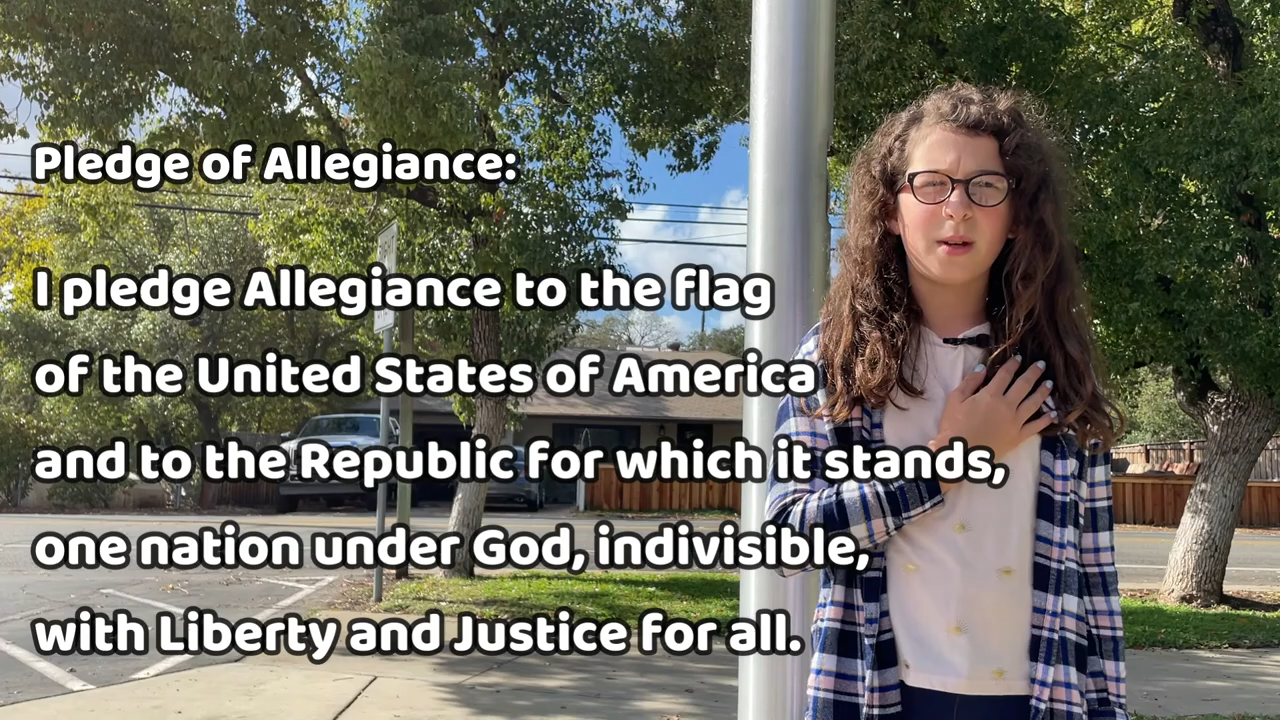 Pledge of Allegiance:
I pledge Allegiance to the flag
of the United States of America
and to the Republic for which it stands,
one nation under God, indivisible,
with Liberty and Justice for all.